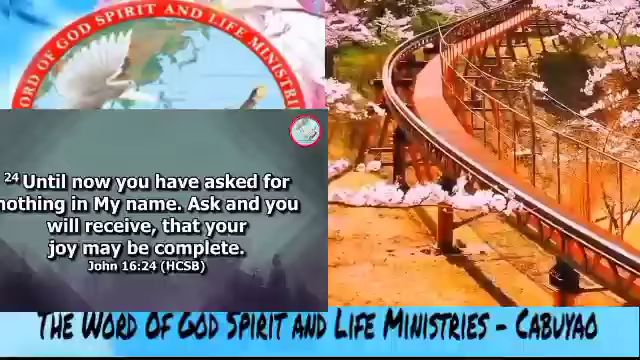 WORD OF GOD SPIRIT AND LIFE MINISTRIES
24 Until now you have asked for
nothing in My name. Ask and you
will receive, that your
joy may be complete.
John 16:24 (HCSB)
THE WORD OF GOD SPIRIT AND LIFE MINISTRIES - CABUYAO